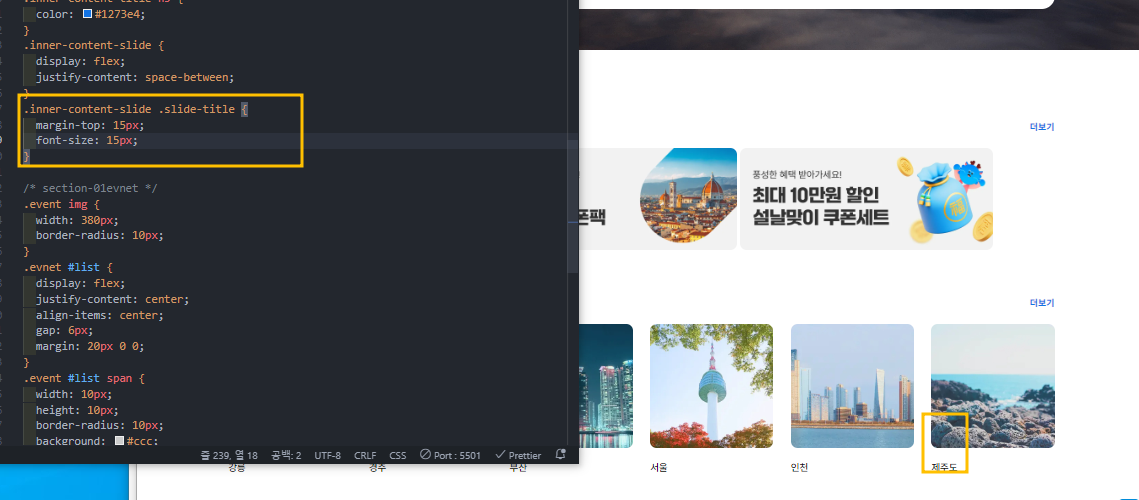 color: #1273e4;
}
.inner-content-slide {
display: flex;
justify-content: space-between;
}
.inner-content-slide .slide-title {
margin-top: 15px;
font-size: 15px;
}
/* section-01evnet */
.event img {
width: 380px;
border-radius: 10px;
}
.evnet #list {
display: flex;
justify-content: center;
align-items: center;
gap: 6px;
margin: 20px 0 0;
}
.event #list span {
width: 10px;
height: 10px;
border-radius: 10px;
background: #ccc;
줄 239, 열 18 공백: 2 UTF-8 CRLF CSS Port : 5501 Prettier
더보기
폰팩
풍성한 혜택 받아가세요!
최대 10만원 할인
설날맞이 쿠폰세트
더보기
강릉 경주 부산 서울 인천 제주도